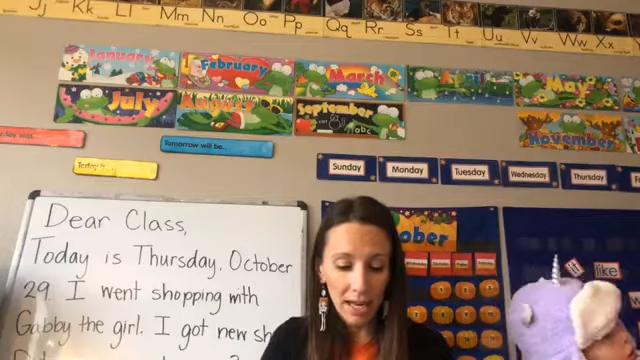 Jj Kk Ll Mm Nn Oo Pp Qq Rr Ss Tt Uu Vv Ww Xx
January
February
March
April
May
July
August
September
November
Tomorrow will be...
Today is...
Sunday
Monday
Tuesday
Wednesday
Thursday
Dear Class,
Today is Thursday, October
29. I went shopping with
Gabby the girl. I got new
like